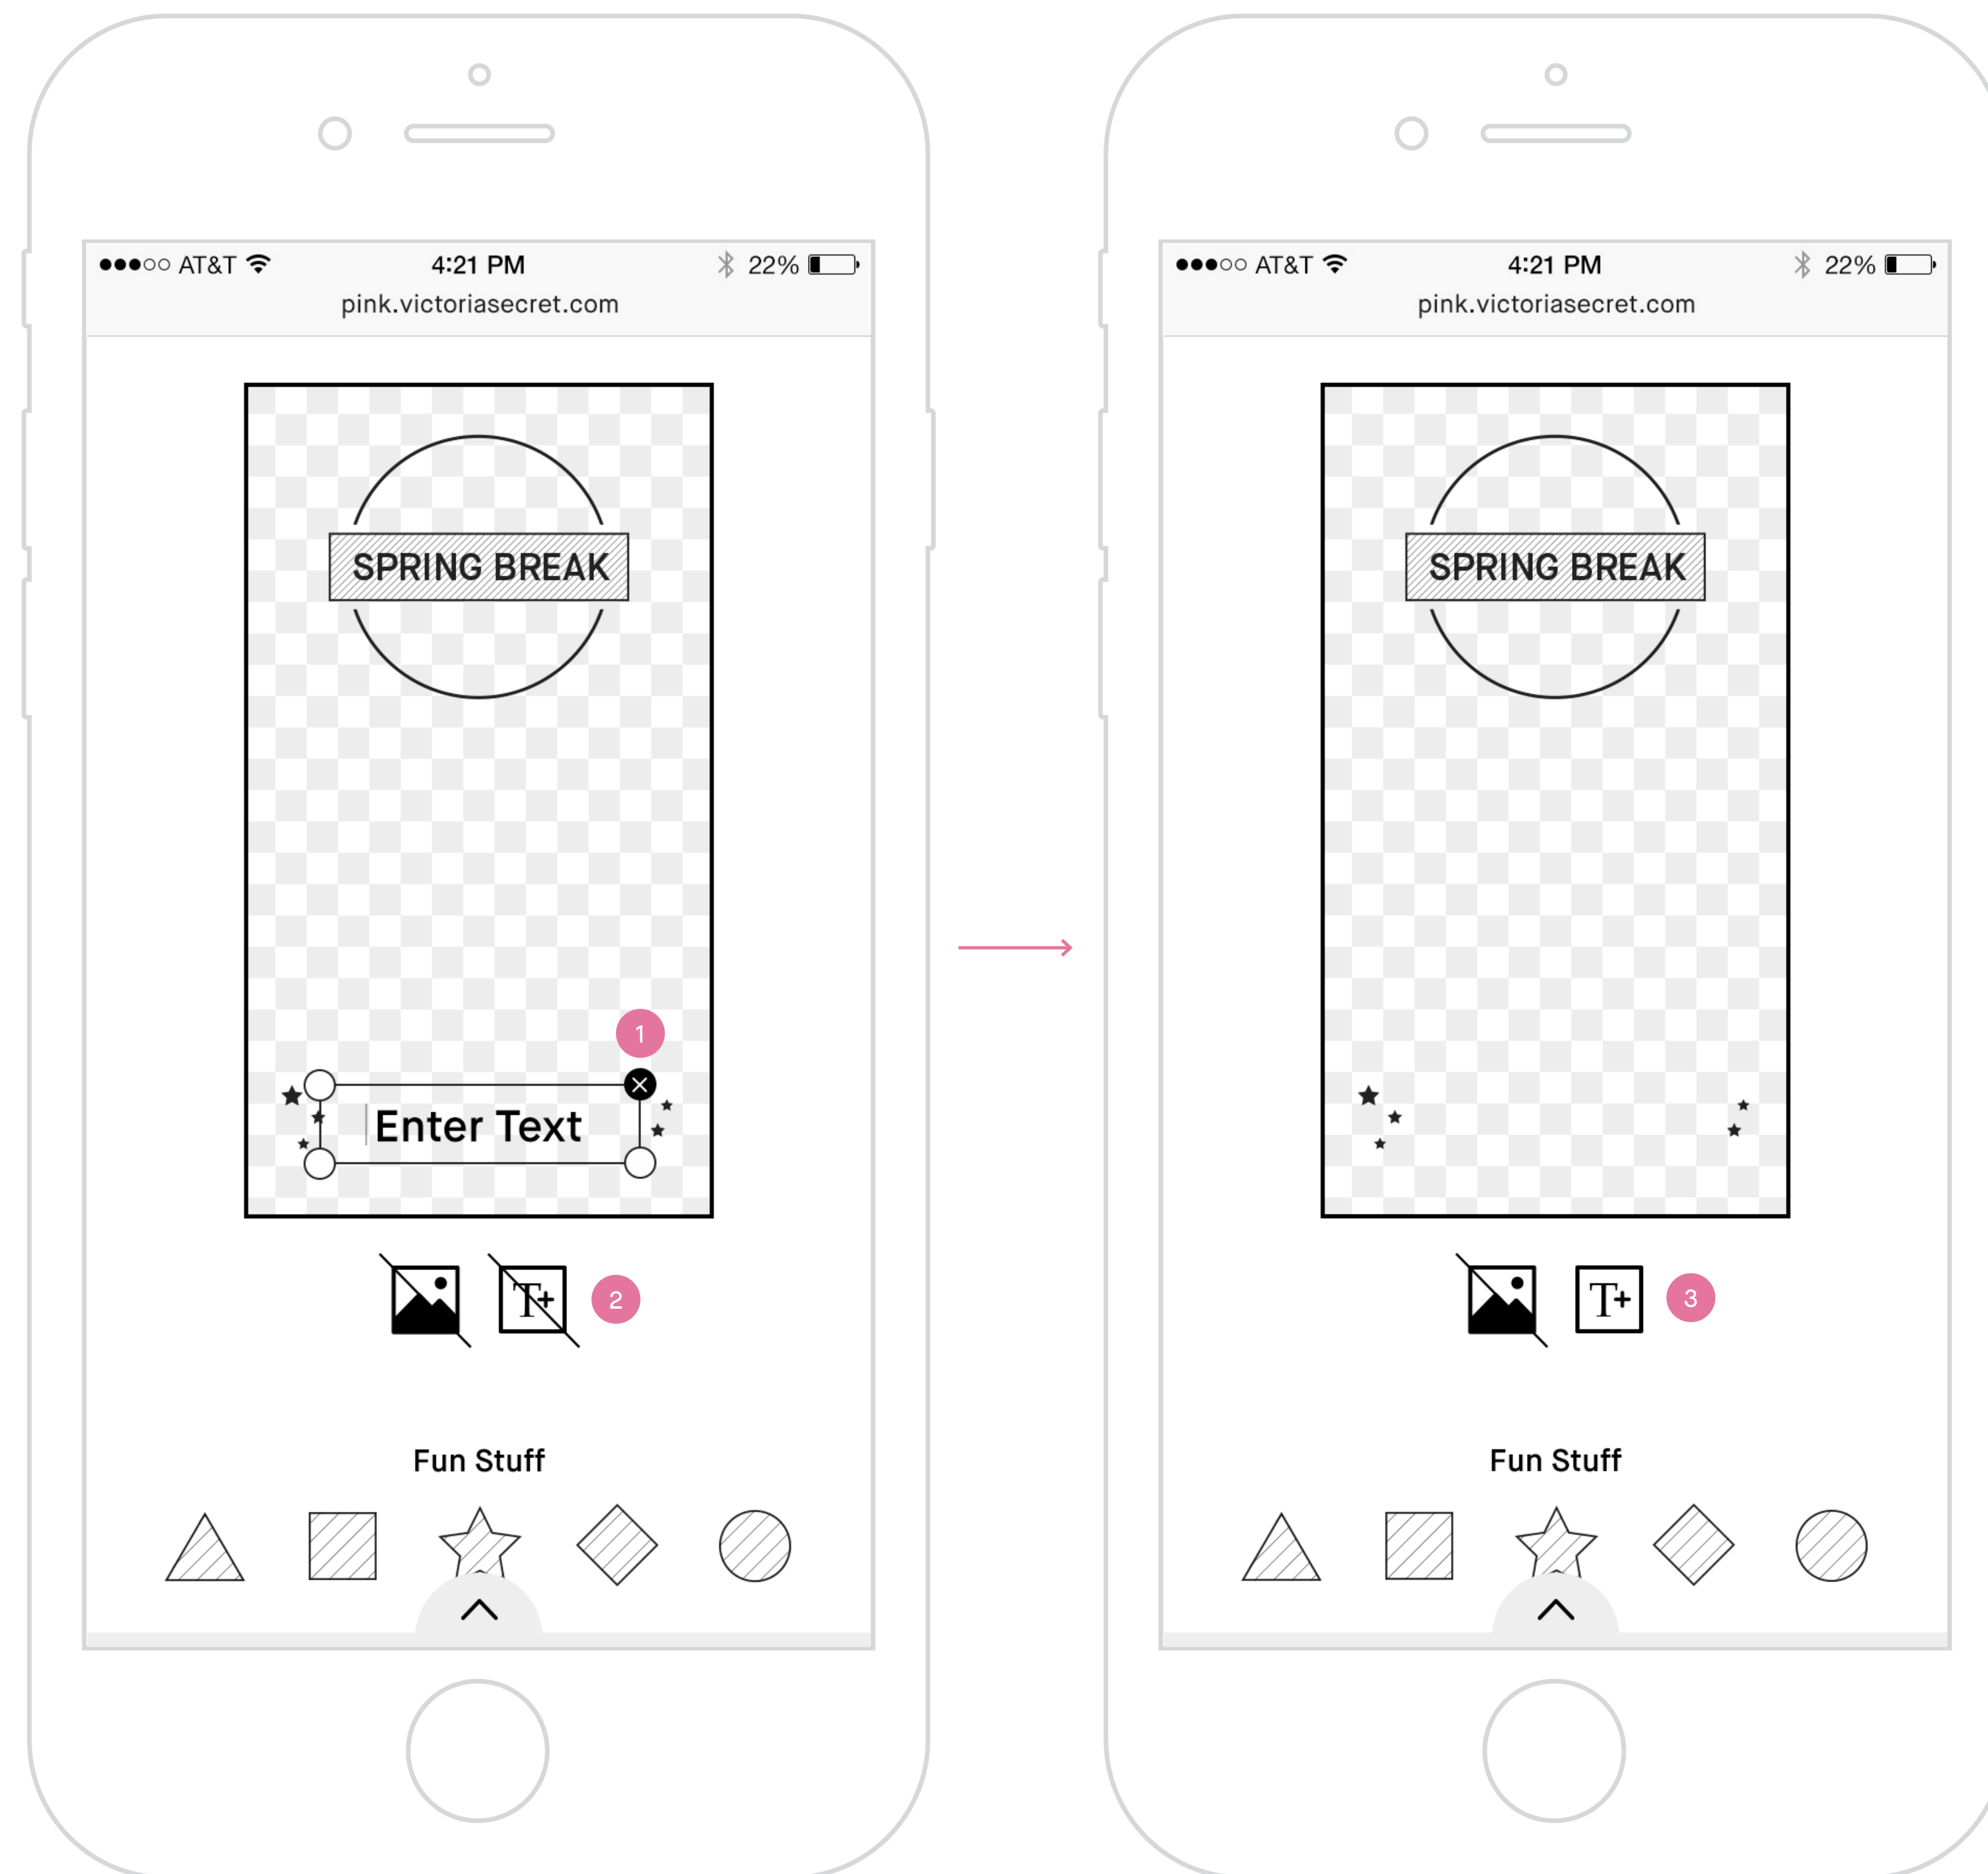 AT&T 4:21 PM 22%
pink.victoriasecret.com
SPRING BREAK
1
Enter Text
T+ 2
Fun Stuff
AT&T 4:21 PM 22%
pink.victoriasecret.com
SPRING BREAK
T+ 3
Fun Stuff